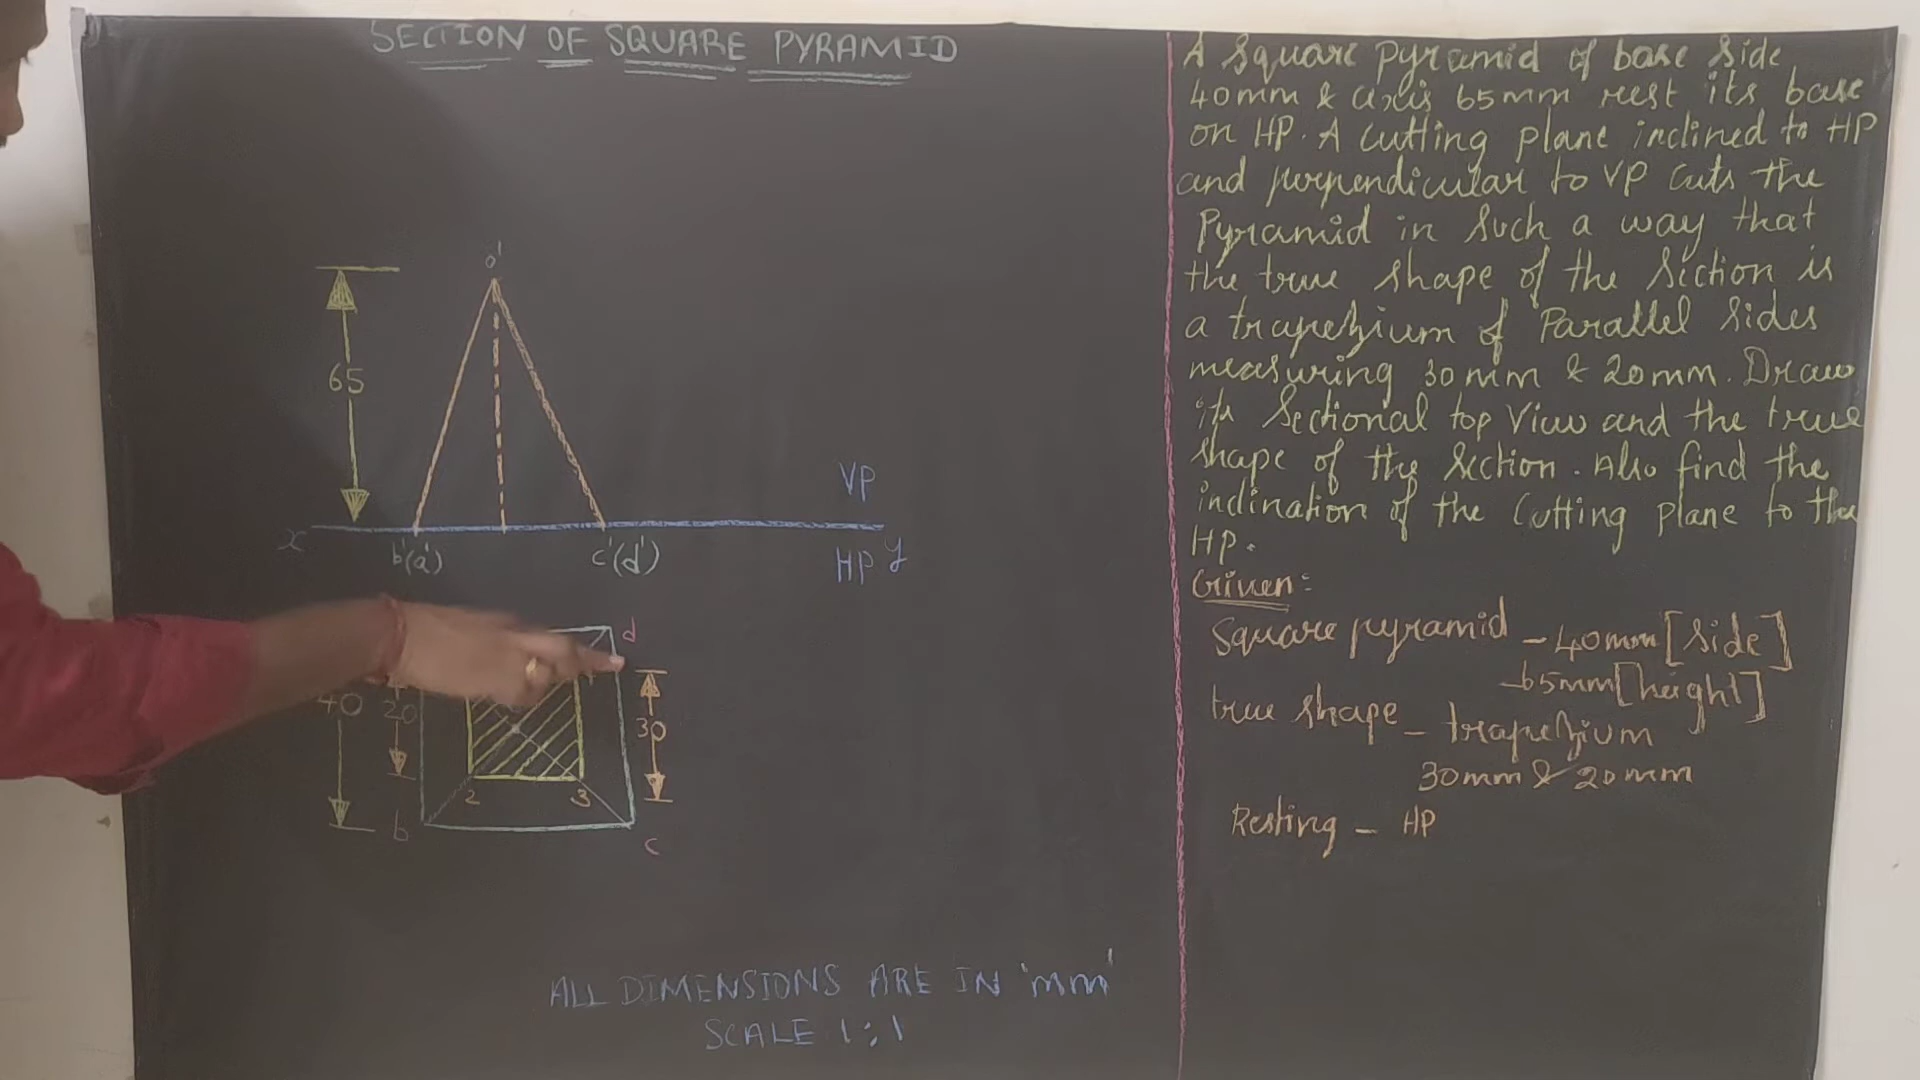 SECTION OF SQUARE PYRAMID
o'
65
VP
x
b'(a')
c'(d')
HP y
d
40
20
30
2
3
b
c
ALL DIMENSIONS ARE IN 'mm'
SCALE 1:1
A Square Pyramid of base Side
40mm & axis 65mm rest its base
on HP. A Cutting plane inclined to HP
and perpendicular to VP Cuts the
Pyramid in Such a way that
the true shape of the Section is
a trapezium of Parallel Sides
measuring 30mm & 20mm. Draw
its Sectional top View and the true
Shape of the Section. Also find the
inclination of the Cutting plane to the
HP.
Given:
Square pyramid - 40mm [Side]
- 65mm [height]
true shape - trapezium
30mm & 20mm
Resting - HP